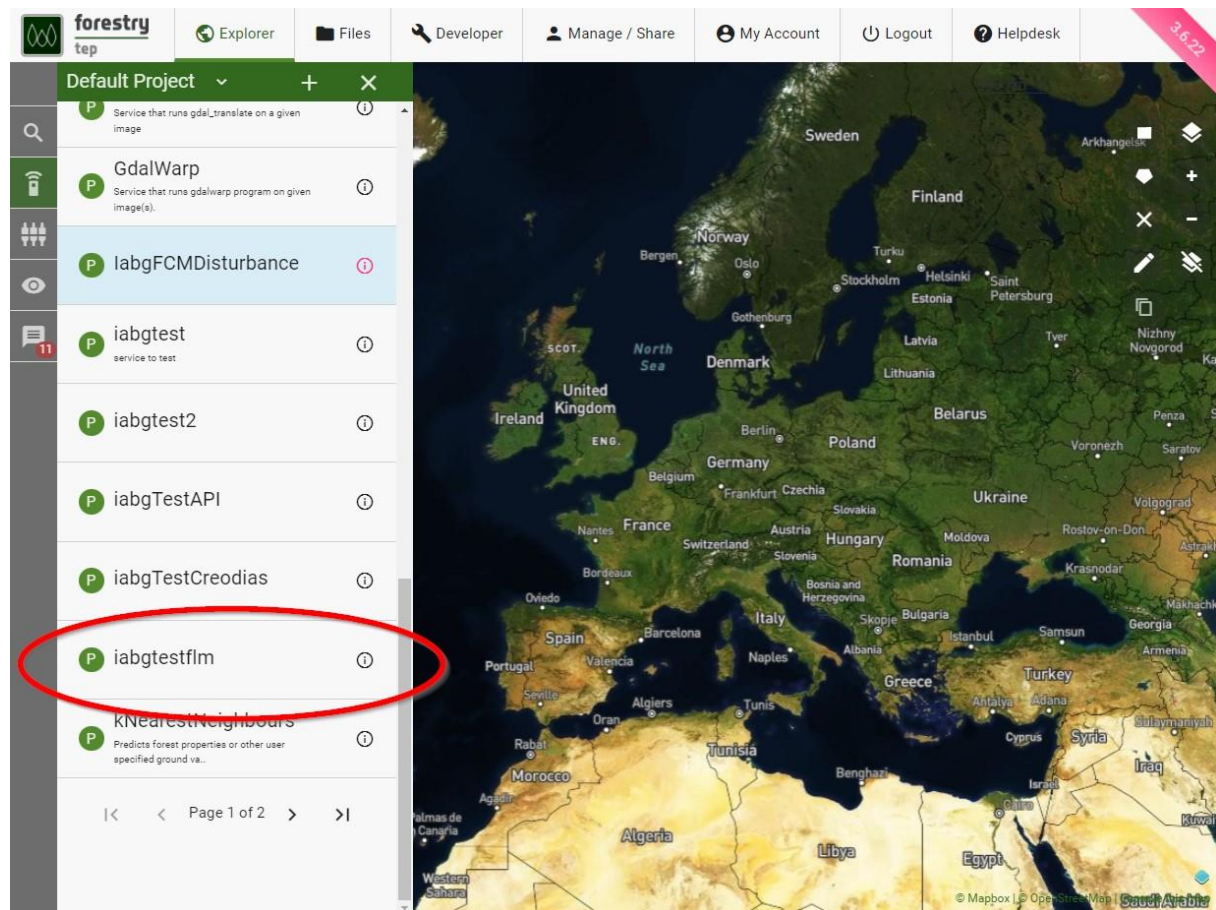 forestry
tep
Explorer
Files
Developer
Manage / Share
My Account
Logout
Helpdesk
3.6.22
Default Project
P
Service that runs gdal_translate on a given
image
GdalWarp
P
Service that runs gdalwarp program on given
image(s).
P IabgFCMDisturbance
iabgtest
P
service to test
11
P iabgtest2
P iabgTestAPI
P iabgTestCreodias
P iabgtestflm
kNearestNeighbours
P
Predicts forest properties or other user
specified ground va..
Page 1 of 2
Sweden
Arkhangelsk
Finland
Norway
Bergen
Oslo
Turku
Helsinki
Stockholm
Saint
Petersburg
Estonia
Gothenburg
Tver
Nizhny
Novgorod
Ka
SCOT.
North
Sea
Denmark
Latvia
Lithuania
United
Kingdom
Ireland
ENG.
Belarus
Penza
S
Berlin
Poland
Voronezh
Saratov
Germany
Belgium
Frankfurt
Czechia
Ukraine
Volgograd
Slovakia
Nantes
France
Austria
Hungary
Moldova
Rostov-on-Don
Astrakh
Switzerland
Slovenia
Romania
Krasnodar
Bordeaux
Bosnia and
Herzegovina
Oviedo
Makhachk
Italy
Skopje
Bulgaria
Georgia
Spain
Barcelona
Istanbul
Samsun
Portugal
Valencia
Naples
Albania
Armenia
Greece
Turkey
Seville
Algiers
Tunis
Antalya
Adana
Oran
Sulaymaniyah
Cyprus
Syria
Rabat
Tunisia
Iraq
Morocco
Benghazi
Israel
Agadir
Cairo
Kuwait
Palmas de
Canaria
Algeria
Libya
Egypt
Western
Sahara
© Mapbox | © OpenStreetMap |
Saudi Arabia